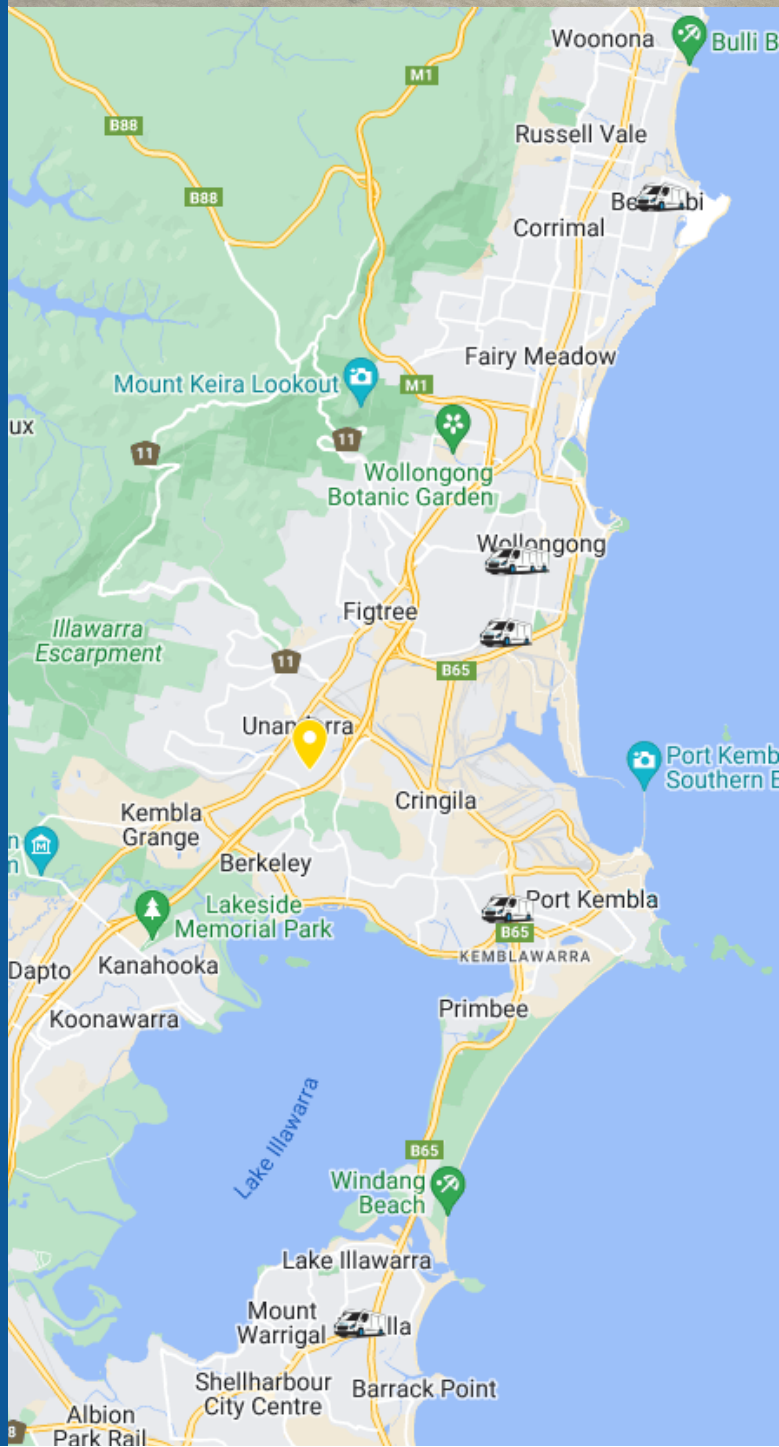 Woonona
Bulli B
M1
B88
Russell Vale
B88
Corrimal
Fairy Meadow
Mount Keira Lookout
M1
ux
11
11
Wollongong
Botanic Garden
Wollongong
Figtree
Illawarra
Escarpment
11
B65
Port Kemb
Southern B
Cringila
Kembla
Grange
n
n
M
Berkeley
Port Kembla
Lakeside
Memorial Park
B65
KEMBLAWARRA
Dapto
Kanahooka
Primbee
Koonawarra
Lake Illawarra
B65
Windang
Beach
Lake Illawarra
Mount
Warrigal
lla
Shellharbour
City Centre
Barrack Point
Albion
Park Rail
8